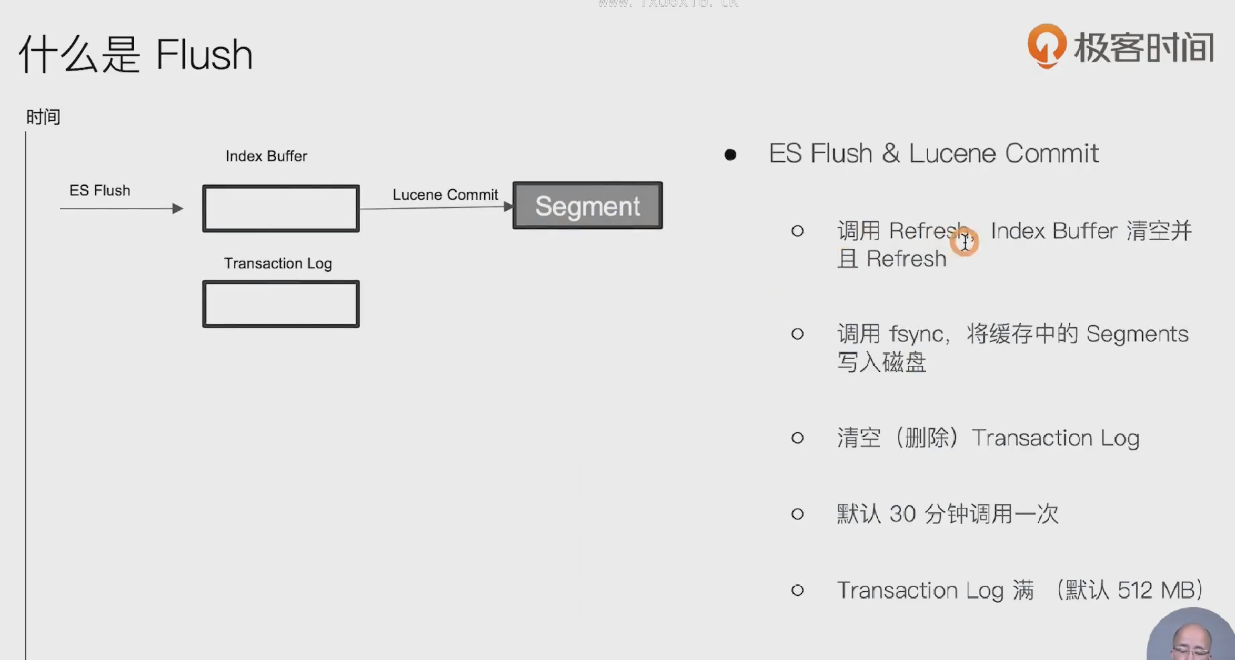 什么是 Flush
极客时间
时间
Index Buffer
ES Flush
Lucene Commit
Segment
Transaction Log
ES Flush & Lucene Commit
调用 Refresh，Index Buffer 清空并
且 Refresh
调用 fsync，将缓存中的 Segments
写入磁盘
清空（删除）Transaction Log
默认 30 分钟调用一次
Transaction Log 满 （默认 512 MB）